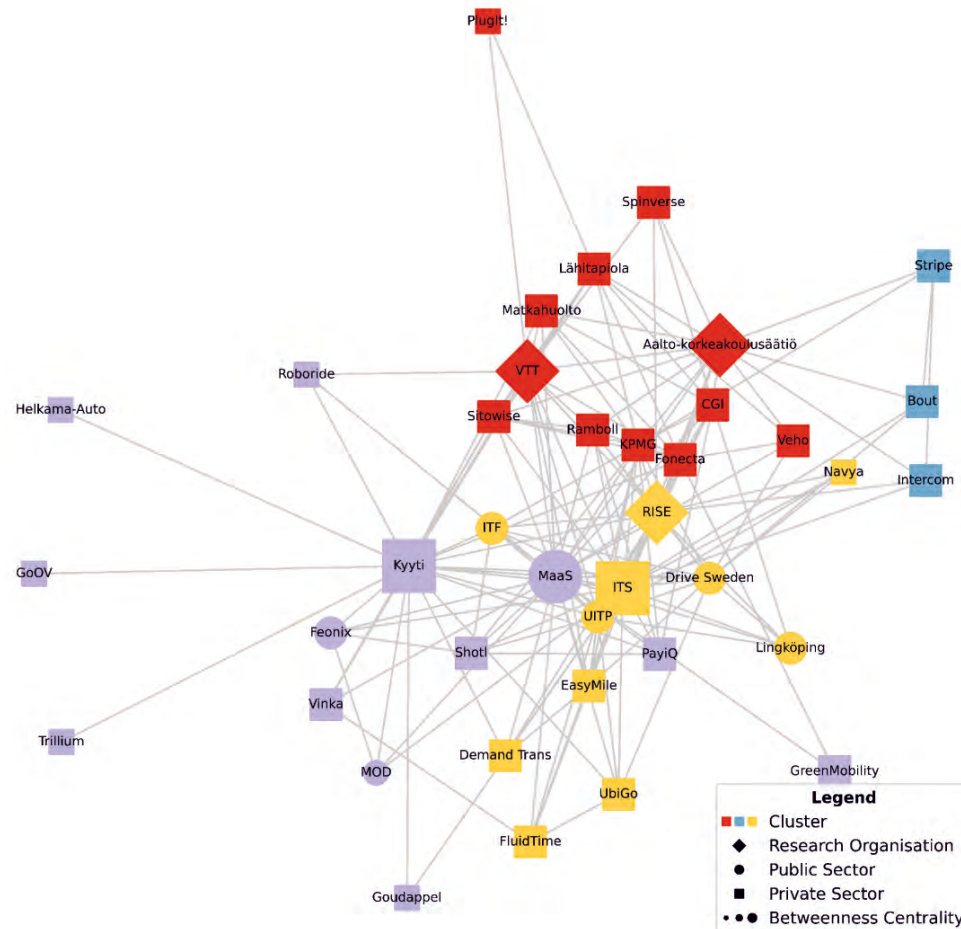 PlugIt!
Spinverse
Lähitapiola
Stripe
Matkahuolto
Aalto-korkeakoulusäätiö
Roboride
VTT
Helkama-Auto
Sitowise
CGI
Bout
Ramboll
KPMG
Veho
Fonecta
Navya
Intercom
RISE
ITF
Kyyti
GoOV
MaaS
Drive Sweden
ITS
UITP
Feonix
Shotl
PayiQ
Lingköping
EasyMile
Vinka
Trillium
Demand Trans
MOD
GreenMobility
UbiGo
FluidTime
Goudappel
Legend
Cluster
Research Organisation
Public Sector
Private Sector
Betweenness Centrality